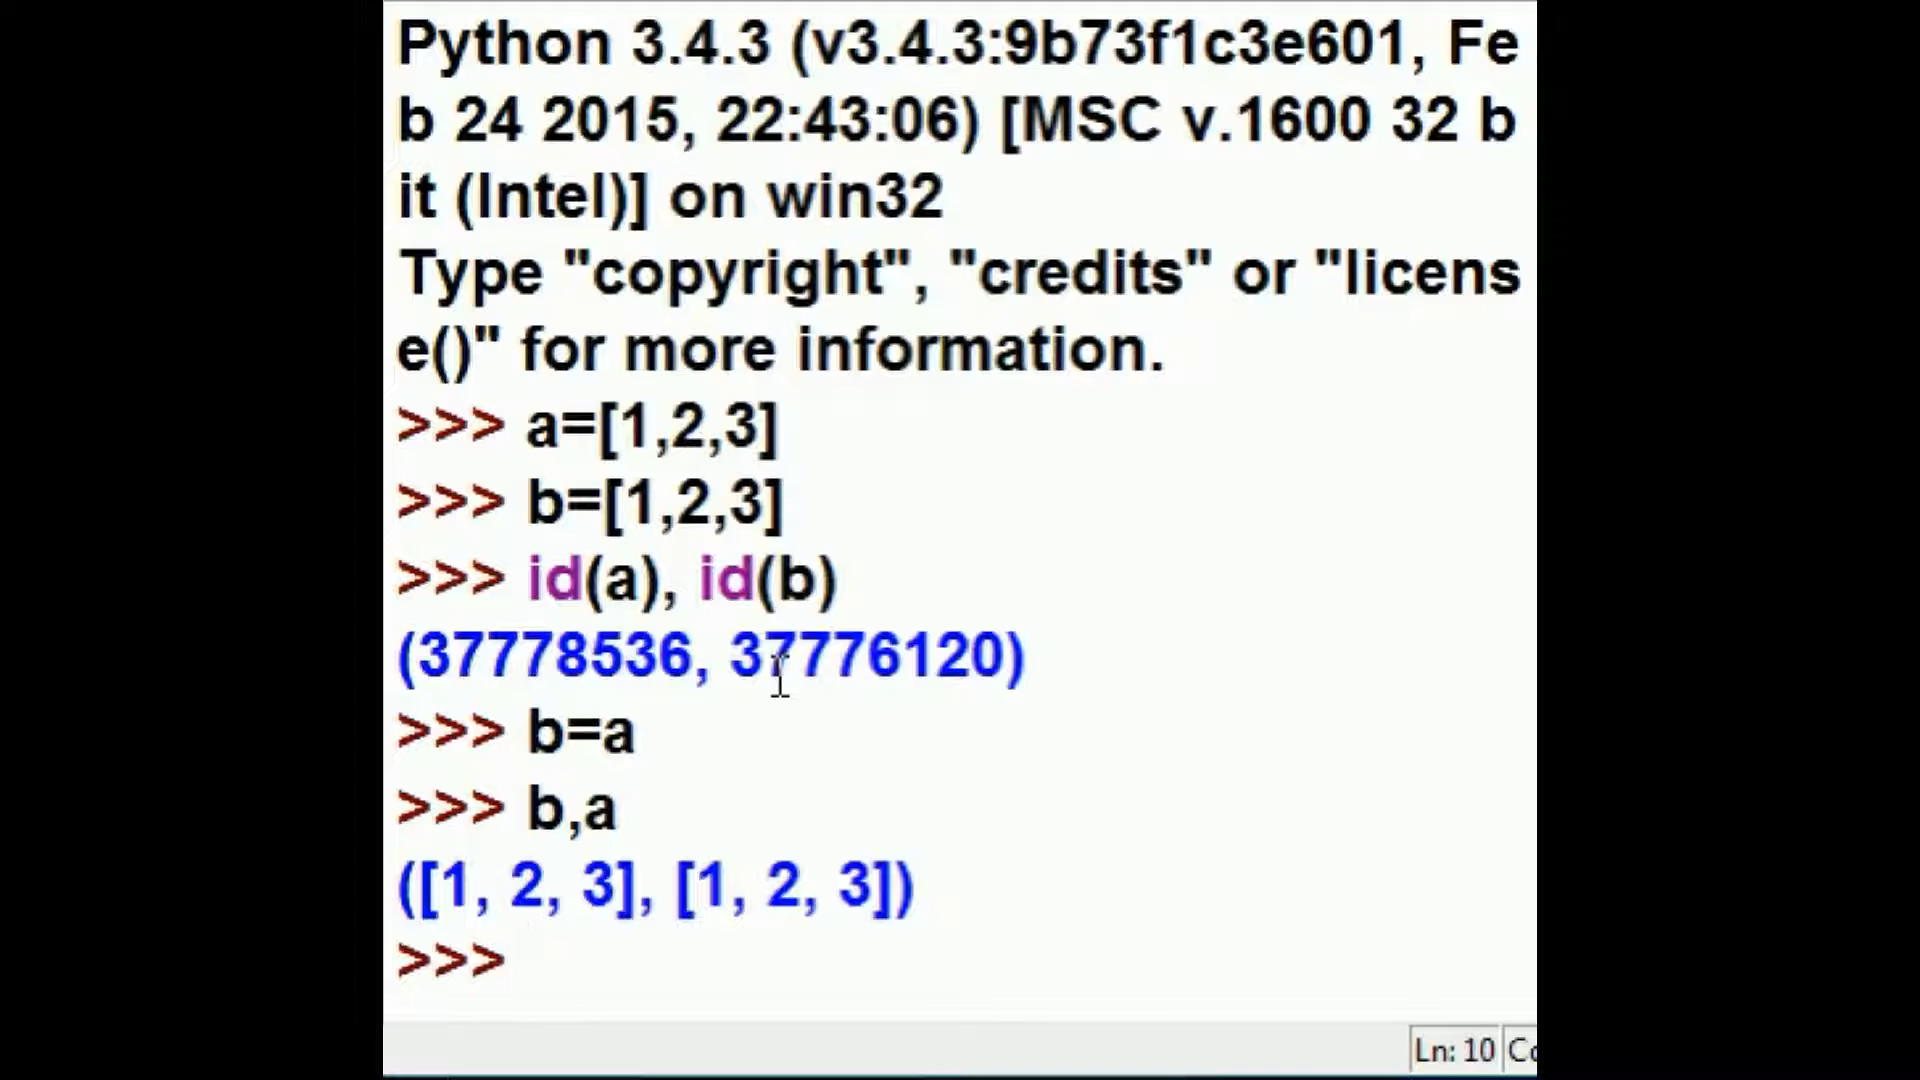 Python 3.4.3 (v3.4.3:9b73f1c3e601, Fe
b 24 2015, 22:43:06) [MSC v.1600 32 b
it (Intel)] on win32
Type "copyright", "credits" or "licens
e()" for more information.
>>> a=[1,2,3]
>>> b=[1,2,3]
>>> id(a), id(b)
(37778536, 37776120)
>>> b=a
>>> b,a
([1, 2, 3], [1, 2, 3])
>>>
Ln: 10